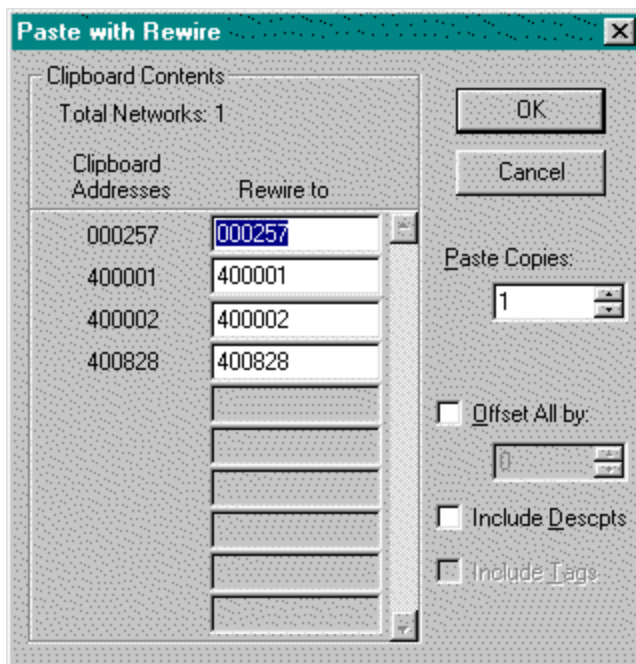 Paste with Rewire
Clipboard Contents
Total Networks: 1
Clipboard
Addresses
Rewire to
000257 000257
400001 400001
400002 400002
400828 400828
OK
Cancel
Paste Copies:
1
Offset All by:
0
Include Descpts
Include Tags